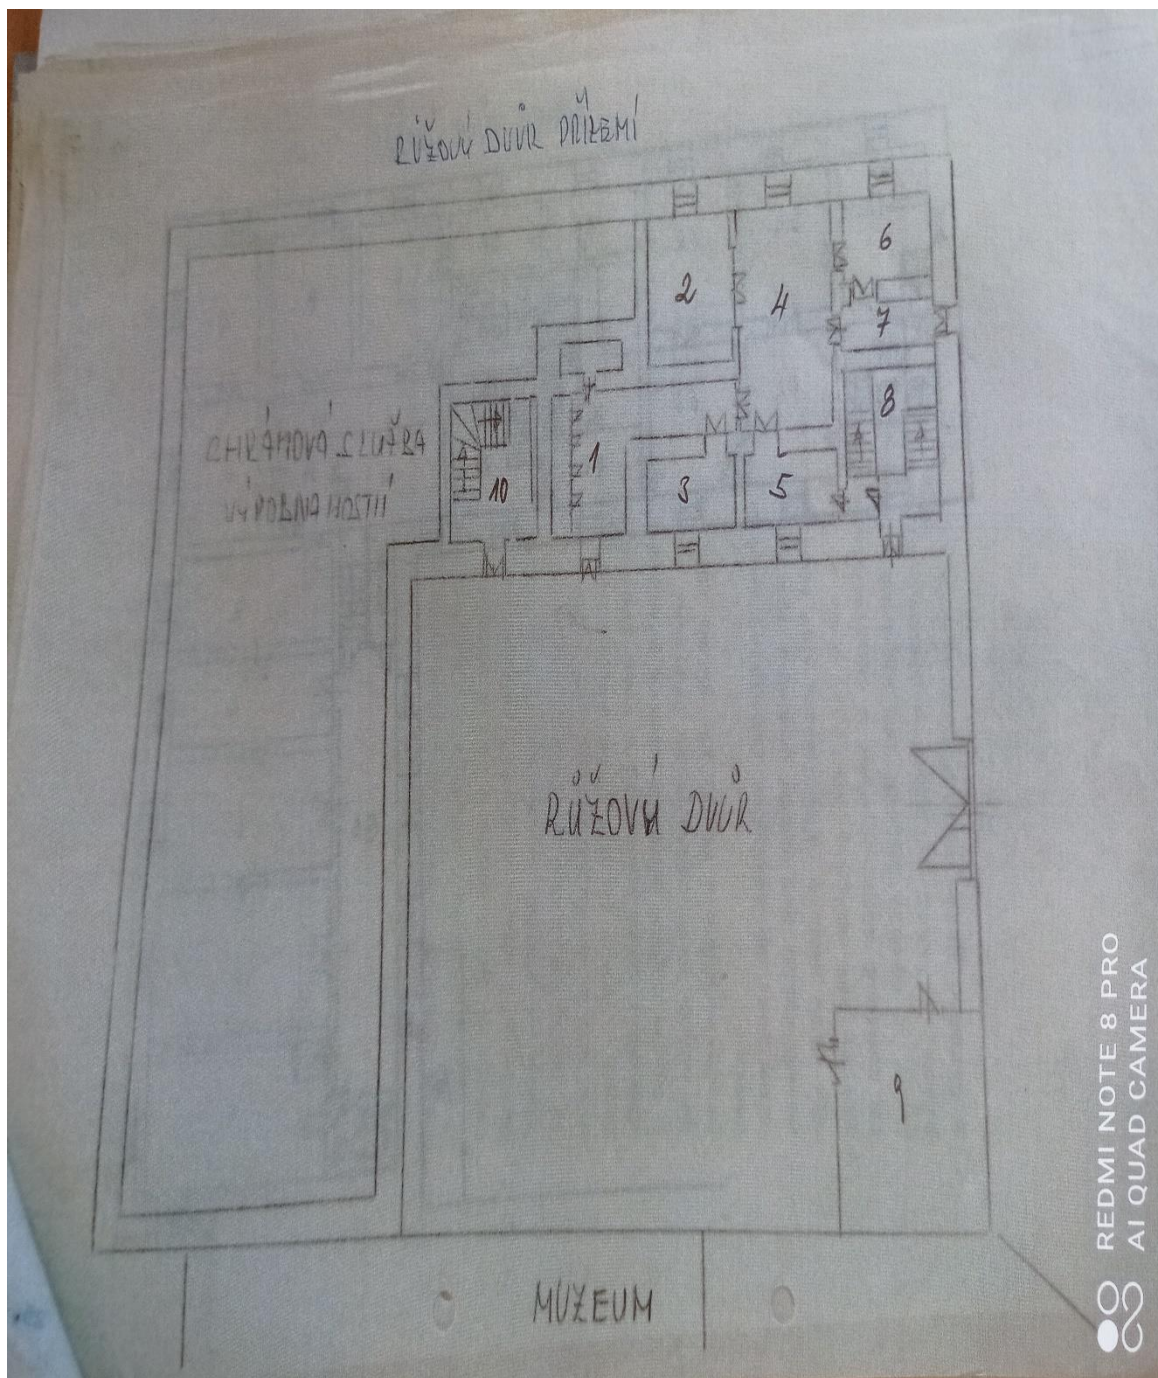 RŮŽOVÝ DVŮR PŘÍZEMÍ
6
2
4
7
8
CHRÁMOVÁ SLUŽBA
1
10
3
5
VÝROBNA HOSTIÍ
RŮŽOVÝ DVŮR
9
MUZEUM
REDMI NOTE 8 PRO
AI QUAD CAMERA